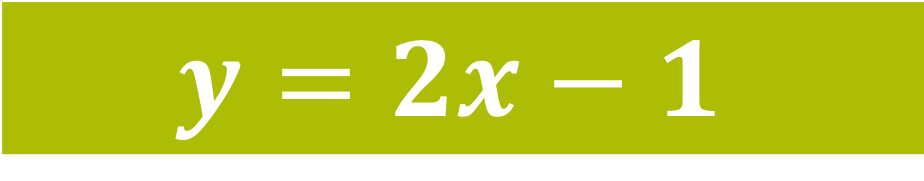 y = 2x − 1